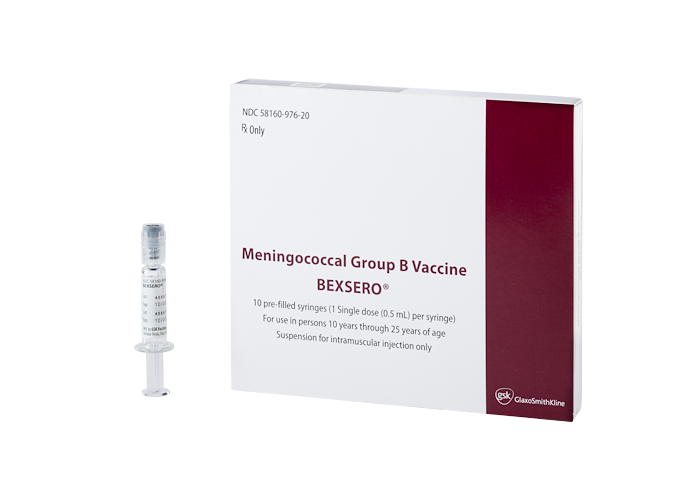 NDC 58160-976-20
℞ Only
Meningococcal Group B Vaccine
BEXSERO®
10 pre-filled syringes (1 Single dose (0.5 mL) per syringe)
For use in persons 10 years through 25 years of age
Suspension for intramuscular injection only
gsk GlaxoSmithKline
BEXSERO®